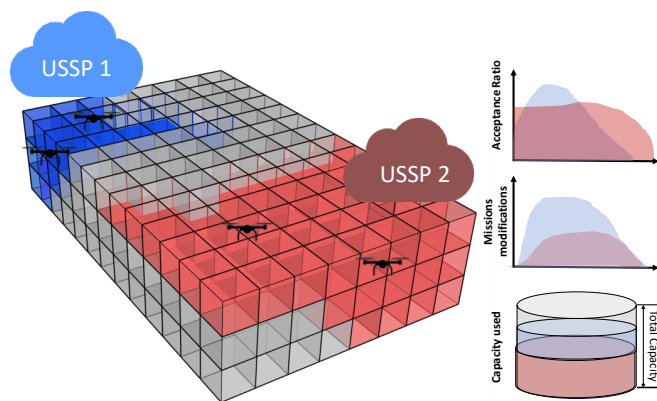 USSP 1
USSP 2
Acceptance Ratio
Missions
modifications
Capacity used
Total Capacity